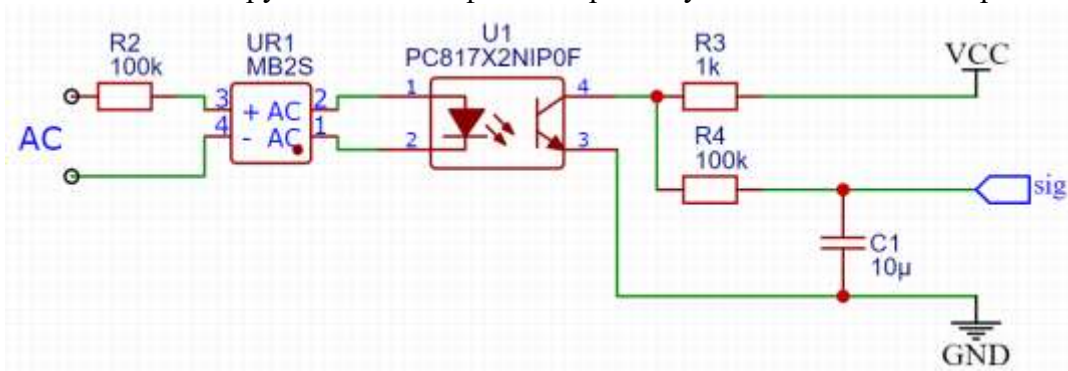 R2
100k
UR1
MB2S
U1
PC817X2NIP0F
R3
1k
VCC
AC
3
+ AC
2
4
- AC
1
1
2
4
3
R4
100k
sig
C1
10µ
GND